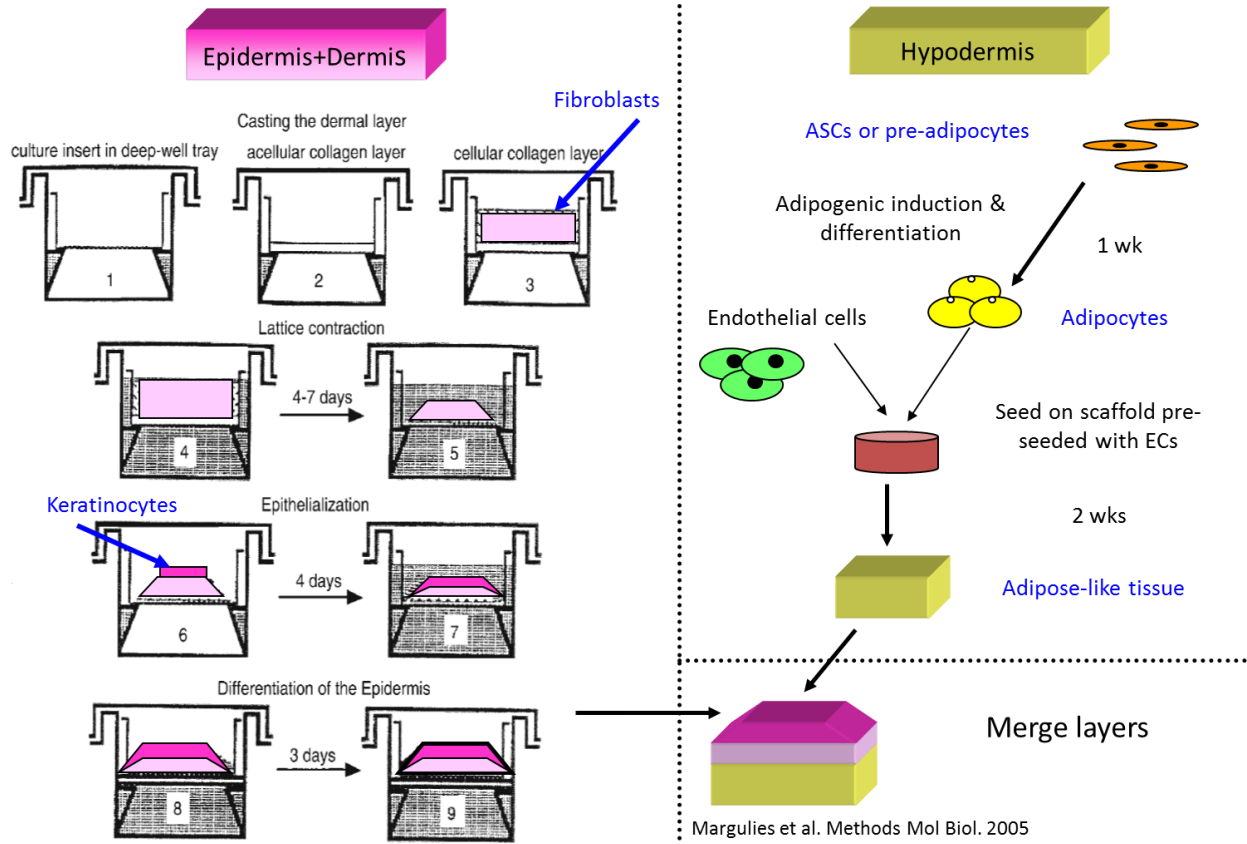 Epidermis+Dermis
Fibroblasts
Casting the dermal layer
culture insert in deep-well tray
acellular collagen layer
cellular collagen layer
1
2
3
Lattice contraction
4-7 days
4
5
Keratinocytes
Epithelialization
4 days
6
7
Differentiation of the Epidermis
3 days
8
9
Hypodermis
ASCs or pre-adipocytes
Adipogenic induction &
differentiation
1 wk
Endothelial cells
Adipocytes
Seed on scaffold pre-
seeded with ECs
2 wks
Adipose-like tissue
Merge layers
Margulies et al. Methods Mol Biol. 2005